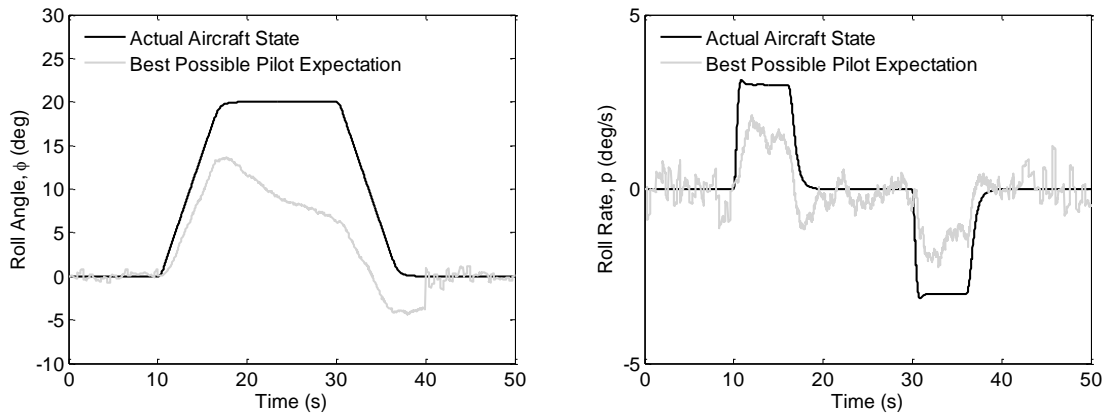 30
25
20
15
10
5
0
-5
-10
Roll Angle, ϕ (deg)
Actual Aircraft State
Best Possible Pilot Expectation
0 10 20 30 40 50
Time (s)
5
0
-5
Roll Rate, p (deg/s)
Actual Aircraft State
Best Possible Pilot Expectation
0 10 20 30 40 50
Time (s)